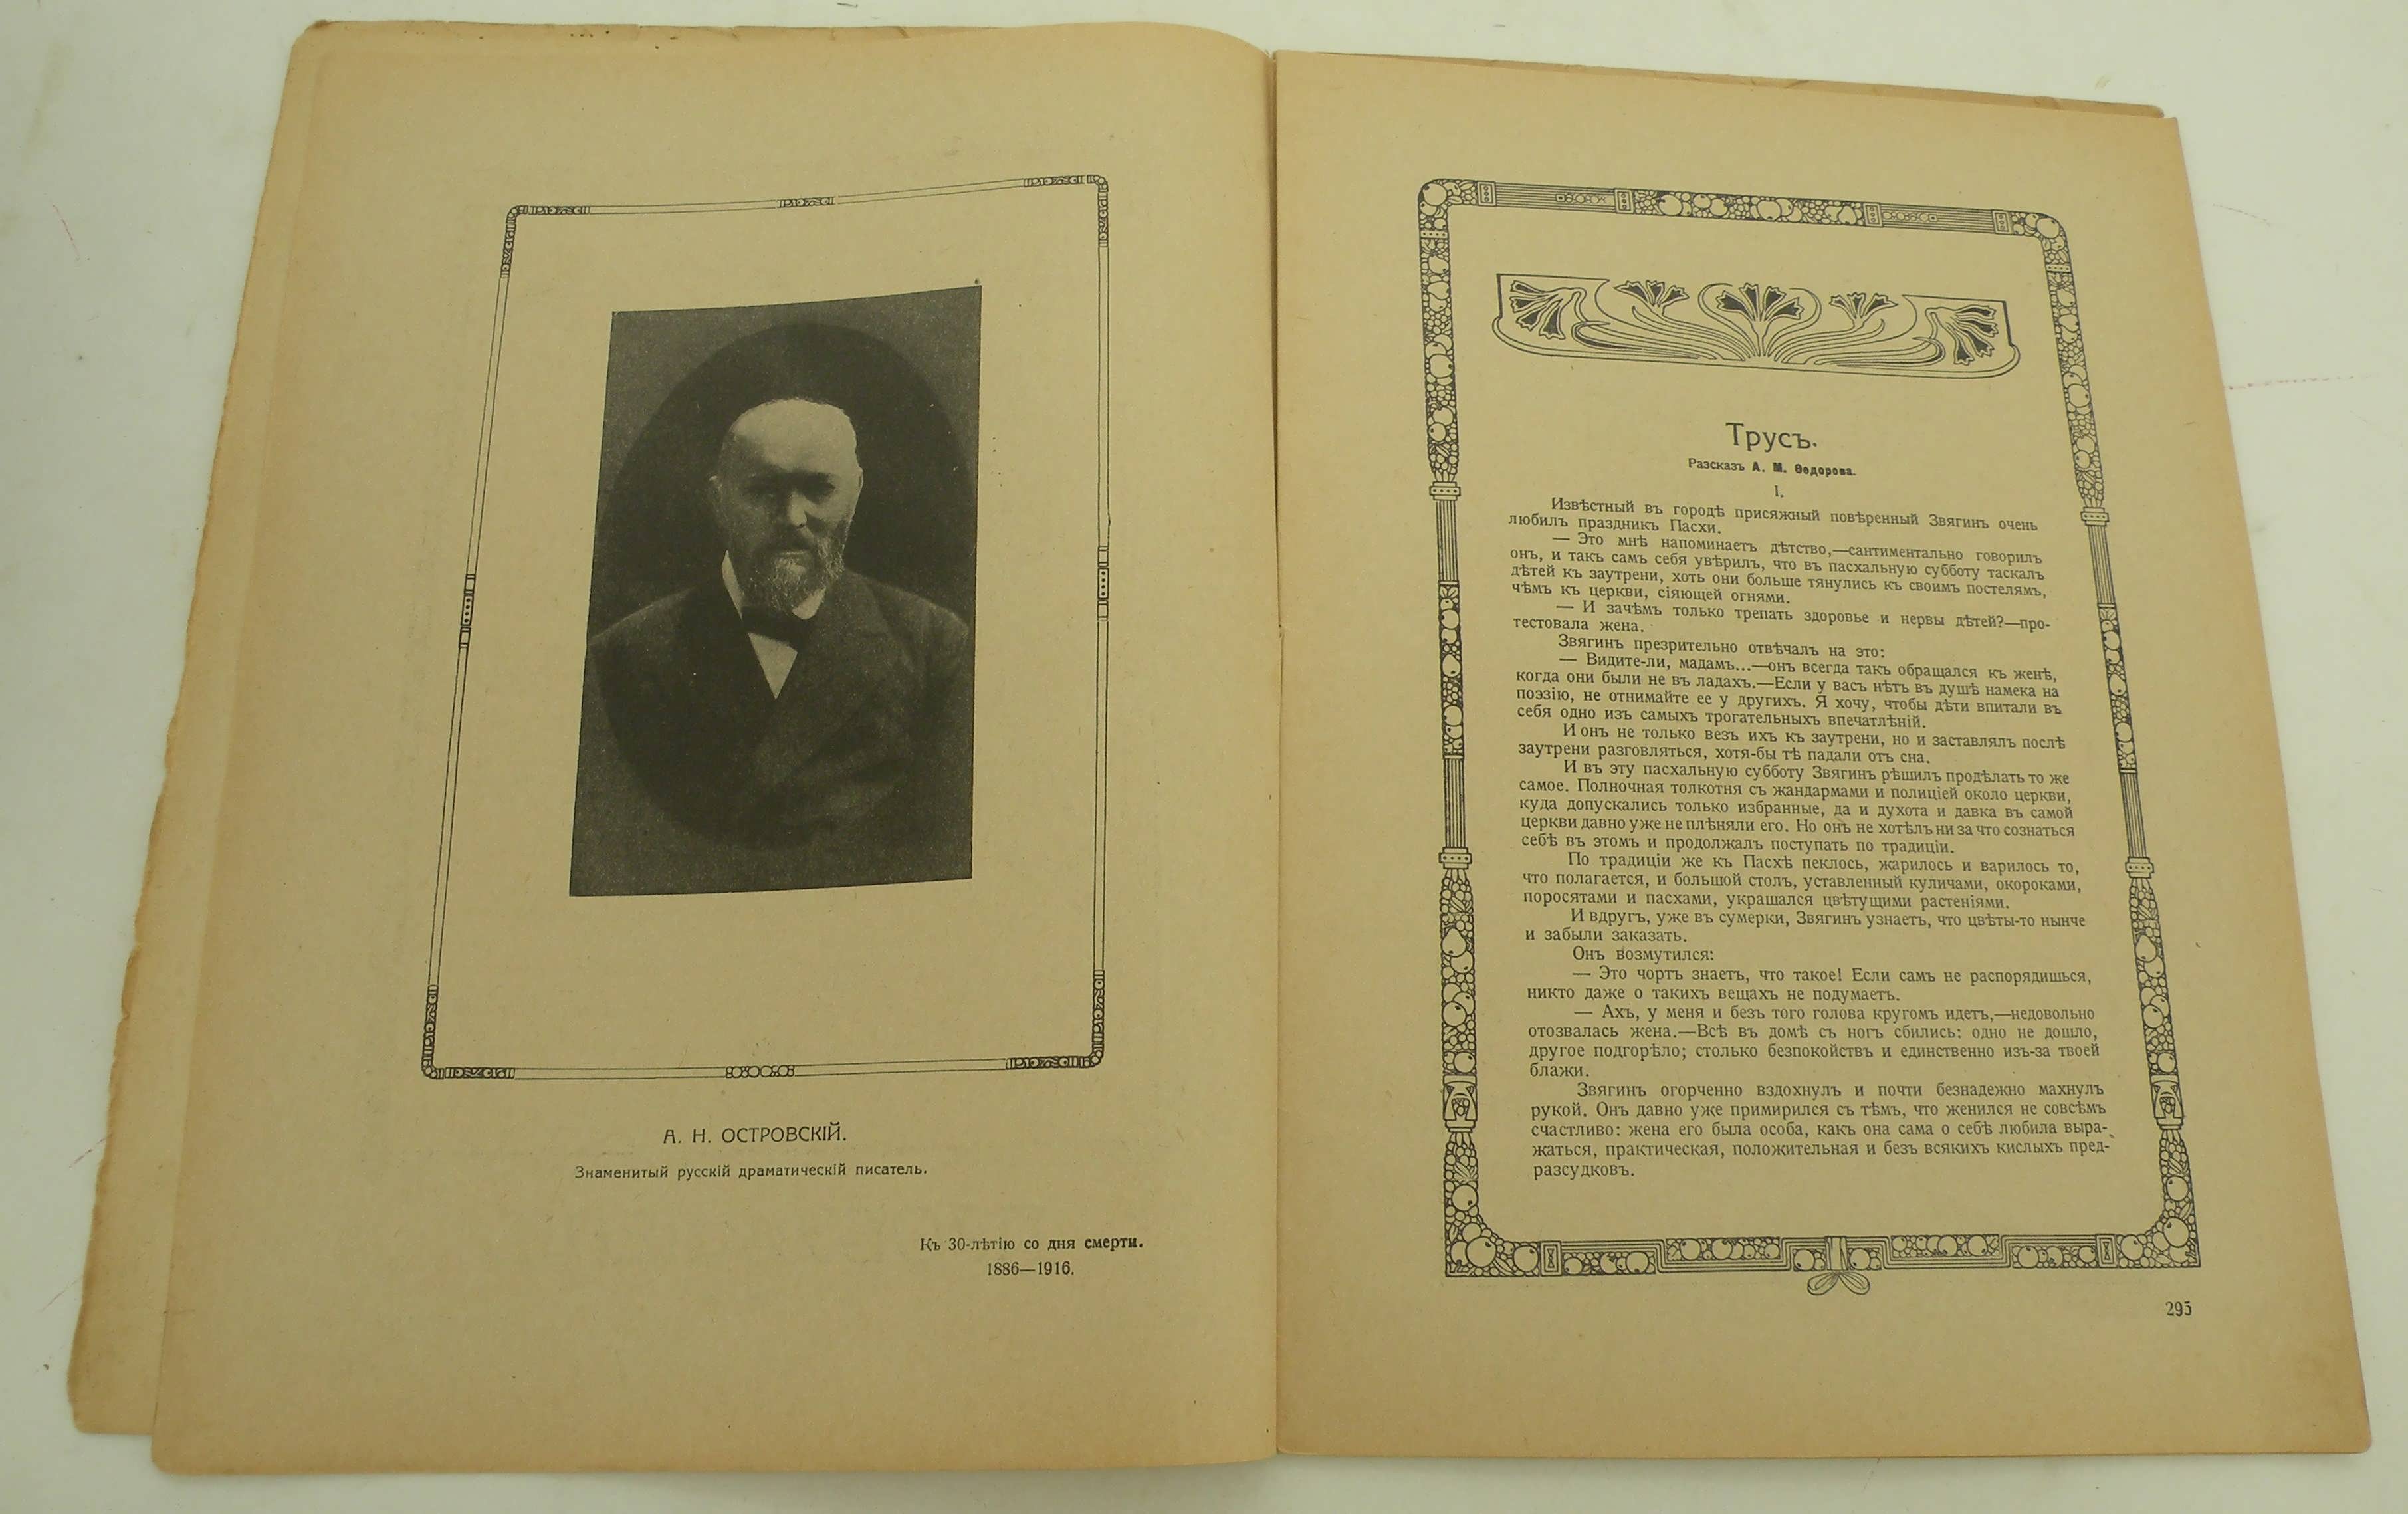 А. Н. ОСТРОВСКІЙ.
Знаменитый русскій драматическій писатель.
Къ 30-лѣтію со дня смерти.
1886—1916.
Трусъ.
Разсказъ А. М. Ѳедорова.
I.
Извѣстный въ городѣ присяжный повѣренный Звягинъ очень
любилъ праздникъ Пасхи.
— Это мнѣ напоминаетъ дѣтство,—сантиментально говорилъ
онъ, и такъ самъ себя увѣрилъ, что въ пасхальную субботу таскалъ
дѣтей къ заутрени, хоть они больше тянулись къ своимъ постелямъ,
чѣмъ къ церкви, сіяющей огнями.
— И зачѣмъ только трепать здоровье и нервы дѣтей?—про-
тестовала жена.
Звягинъ презрительно отвѣчалъ на это:
— Видите-ли, мадамъ...—онъ всегда такъ обращался къ женѣ,
когда они были не въ ладахъ.—Если у васъ нѣтъ въ душѣ намека на
поэзію, не отнимайте ее у другихъ. Я хочу, чтобы дѣти впитали въ
себя одно изъ самыхъ трогательныхъ впечатлѣній.
И онъ не только везъ ихъ къ заутрени, но и заставлялъ послѣ
заутрени разговляться, хотя-бы тѣ падали отъ сна.
И въ эту пасхальную субботу Звягинъ рѣшилъ продѣлать то же
самое. Полночная толкотня съ жандармами и полиціей около церкви,
куда допускались только избранные, да и духота и давка въ самой
церкви давно уже не плѣняли его. Но онъ не хотѣлъ ни за что сознаться
себѣ въ этомъ и продолжалъ поступать по традиціи.
По традиціи же къ Пасхѣ пеклось, жарилось и варилось то,
что полагается, и большой столъ, уставленный куличами, окороками,
поросятами и пасхами, украшался цвѣтущими растеніями.
И вдругъ, уже въ сумерки, Звягинъ узнаетъ, что цвѣты-то нынче
и забыли заказать.
Онъ возмутился:
— Это чортъ знаетъ, что такое! Если самъ не распорядишься,
никто даже о такихъ вещахъ не подумаетъ.
— Ахъ, у меня и безъ того голова кругомъ идетъ,—недовольно
отозвалась жена.—Всѣ въ домѣ съ ногъ сбились: одно не дошло,
другое подгорѣло; столько безпокойствъ и единственно изъ-за твоей
блажи.
Звягинъ огорченно вздохнулъ и почти безнадежно махнулъ
рукой. Онъ давно уже примирился съ тѣмъ, что женился не совсѣмъ
счастливо: жена его была особа, какъ она сама о себѣ любила выра-
жаться, практическая, положительная и безъ всякихъ кислыхъ пред-
разсудковъ.
295